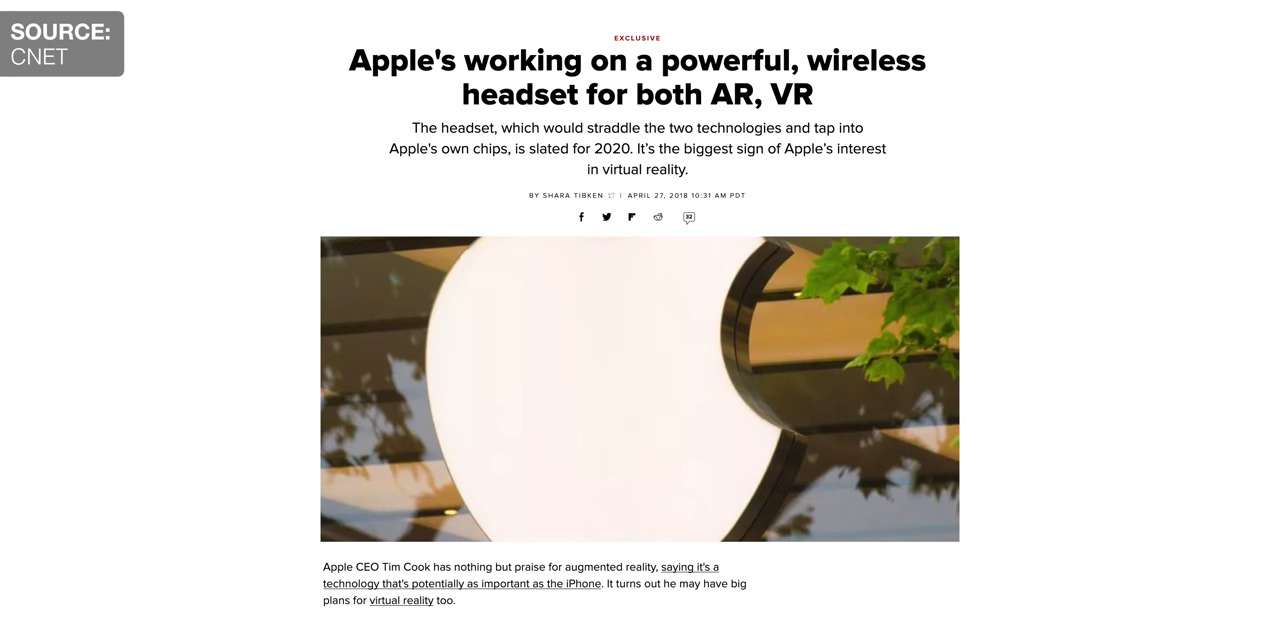 SOURCE:
CNET
EXCLUSIVE
Apple's working on a powerful, wireless
headset for both AR, VR
The headset, which would straddle the two technologies and tap into
Apple's own chips, is slated for 2020. It’s the biggest sign of Apple’s interest
in virtual reality.
BY SHARA TIBKEN | APRIL 27, 2018 10:31 AM PDT
32
Apple CEO Tim Cook has nothing but praise for augmented reality, saying it's a
technology that's potentially as important as the iPhone. It turns out he may have big
plans for virtual reality too.